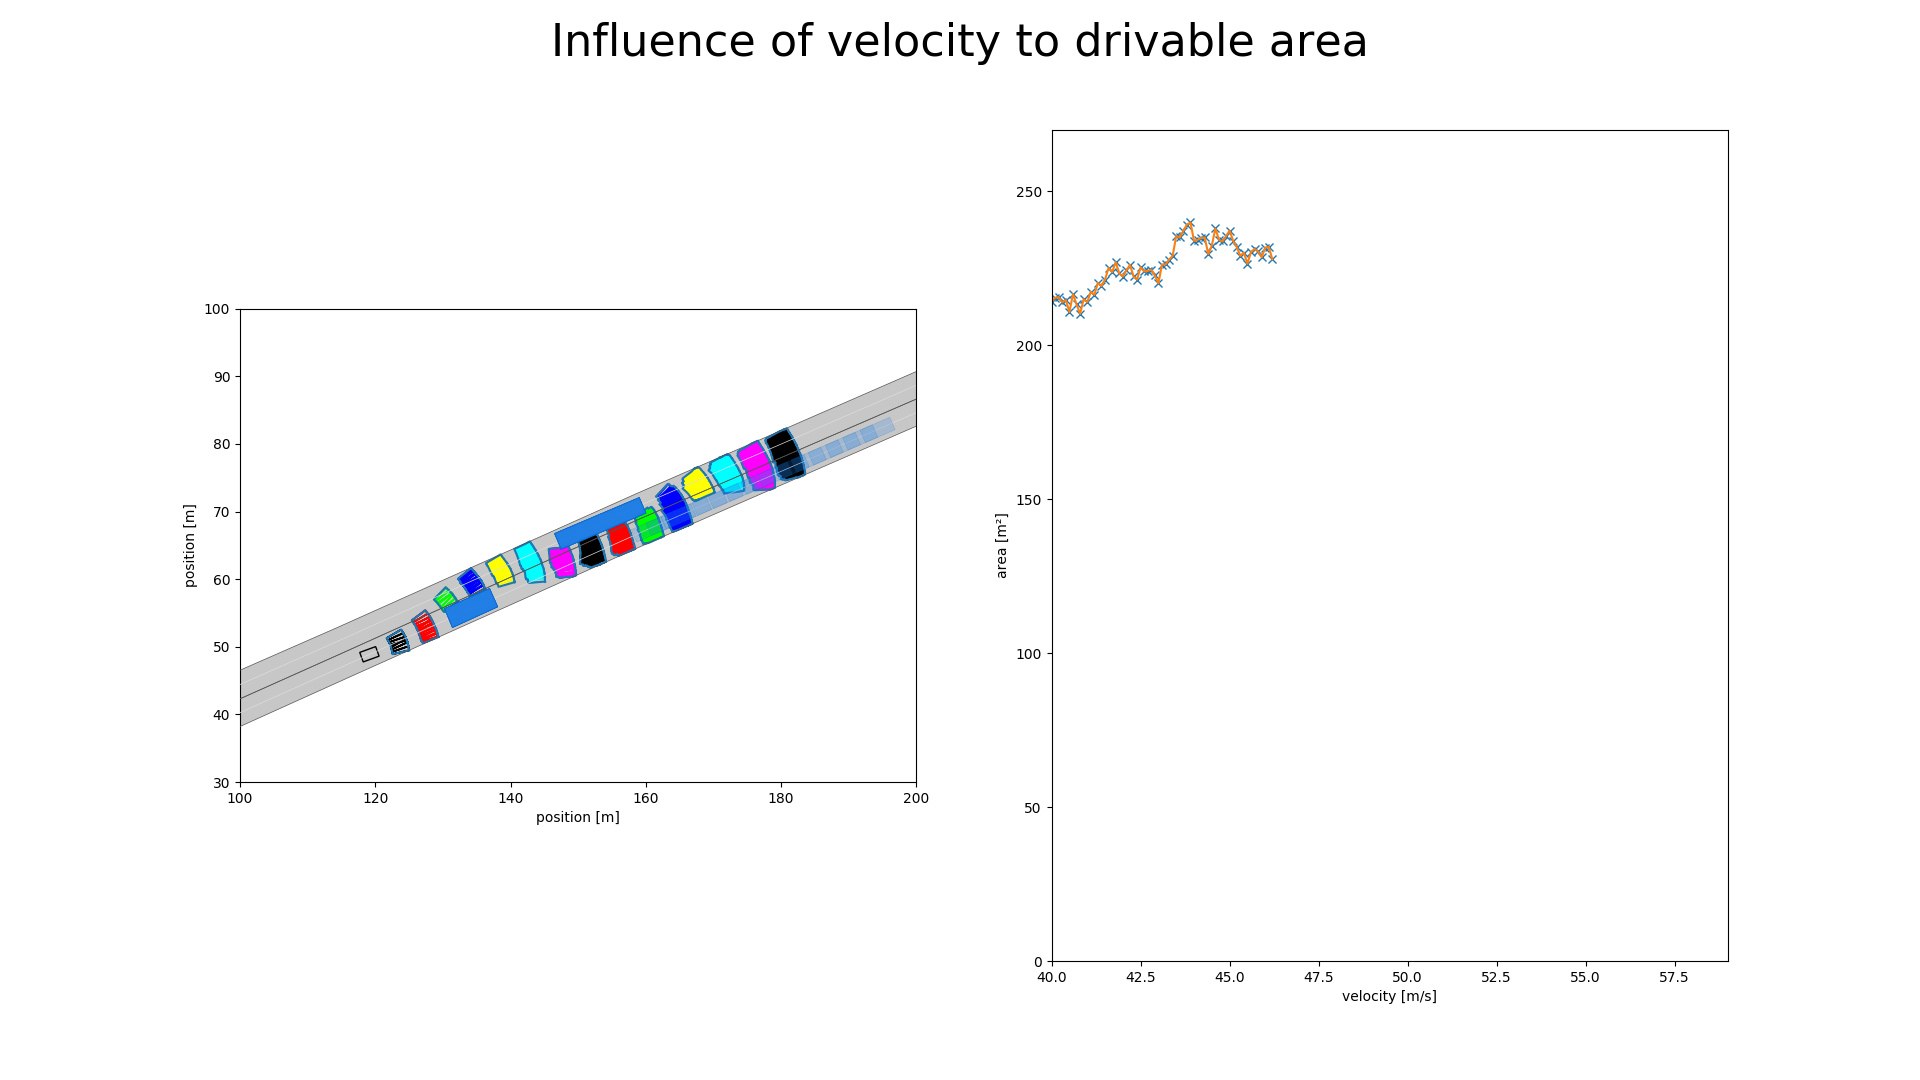 Influence of velocity to drivable area
100
90
80
70
60
50
40
30
position [m]
100 120 140 160 180 200
position [m]
250
200
150
100
50
0
area [m²]
40.0 42.5 45.0 47.5 50.0 52.5 55.0 57.5
velocity [m/s]